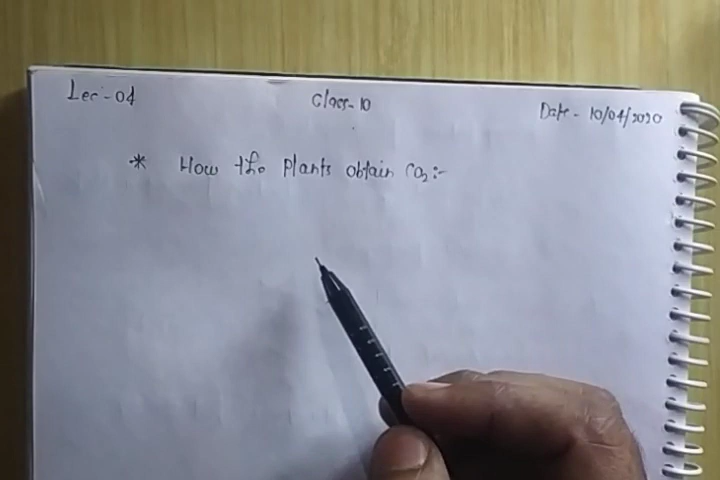 Lec-04 Class-10 Date- 10/04/2020
* How the Plants obtain CO2:-